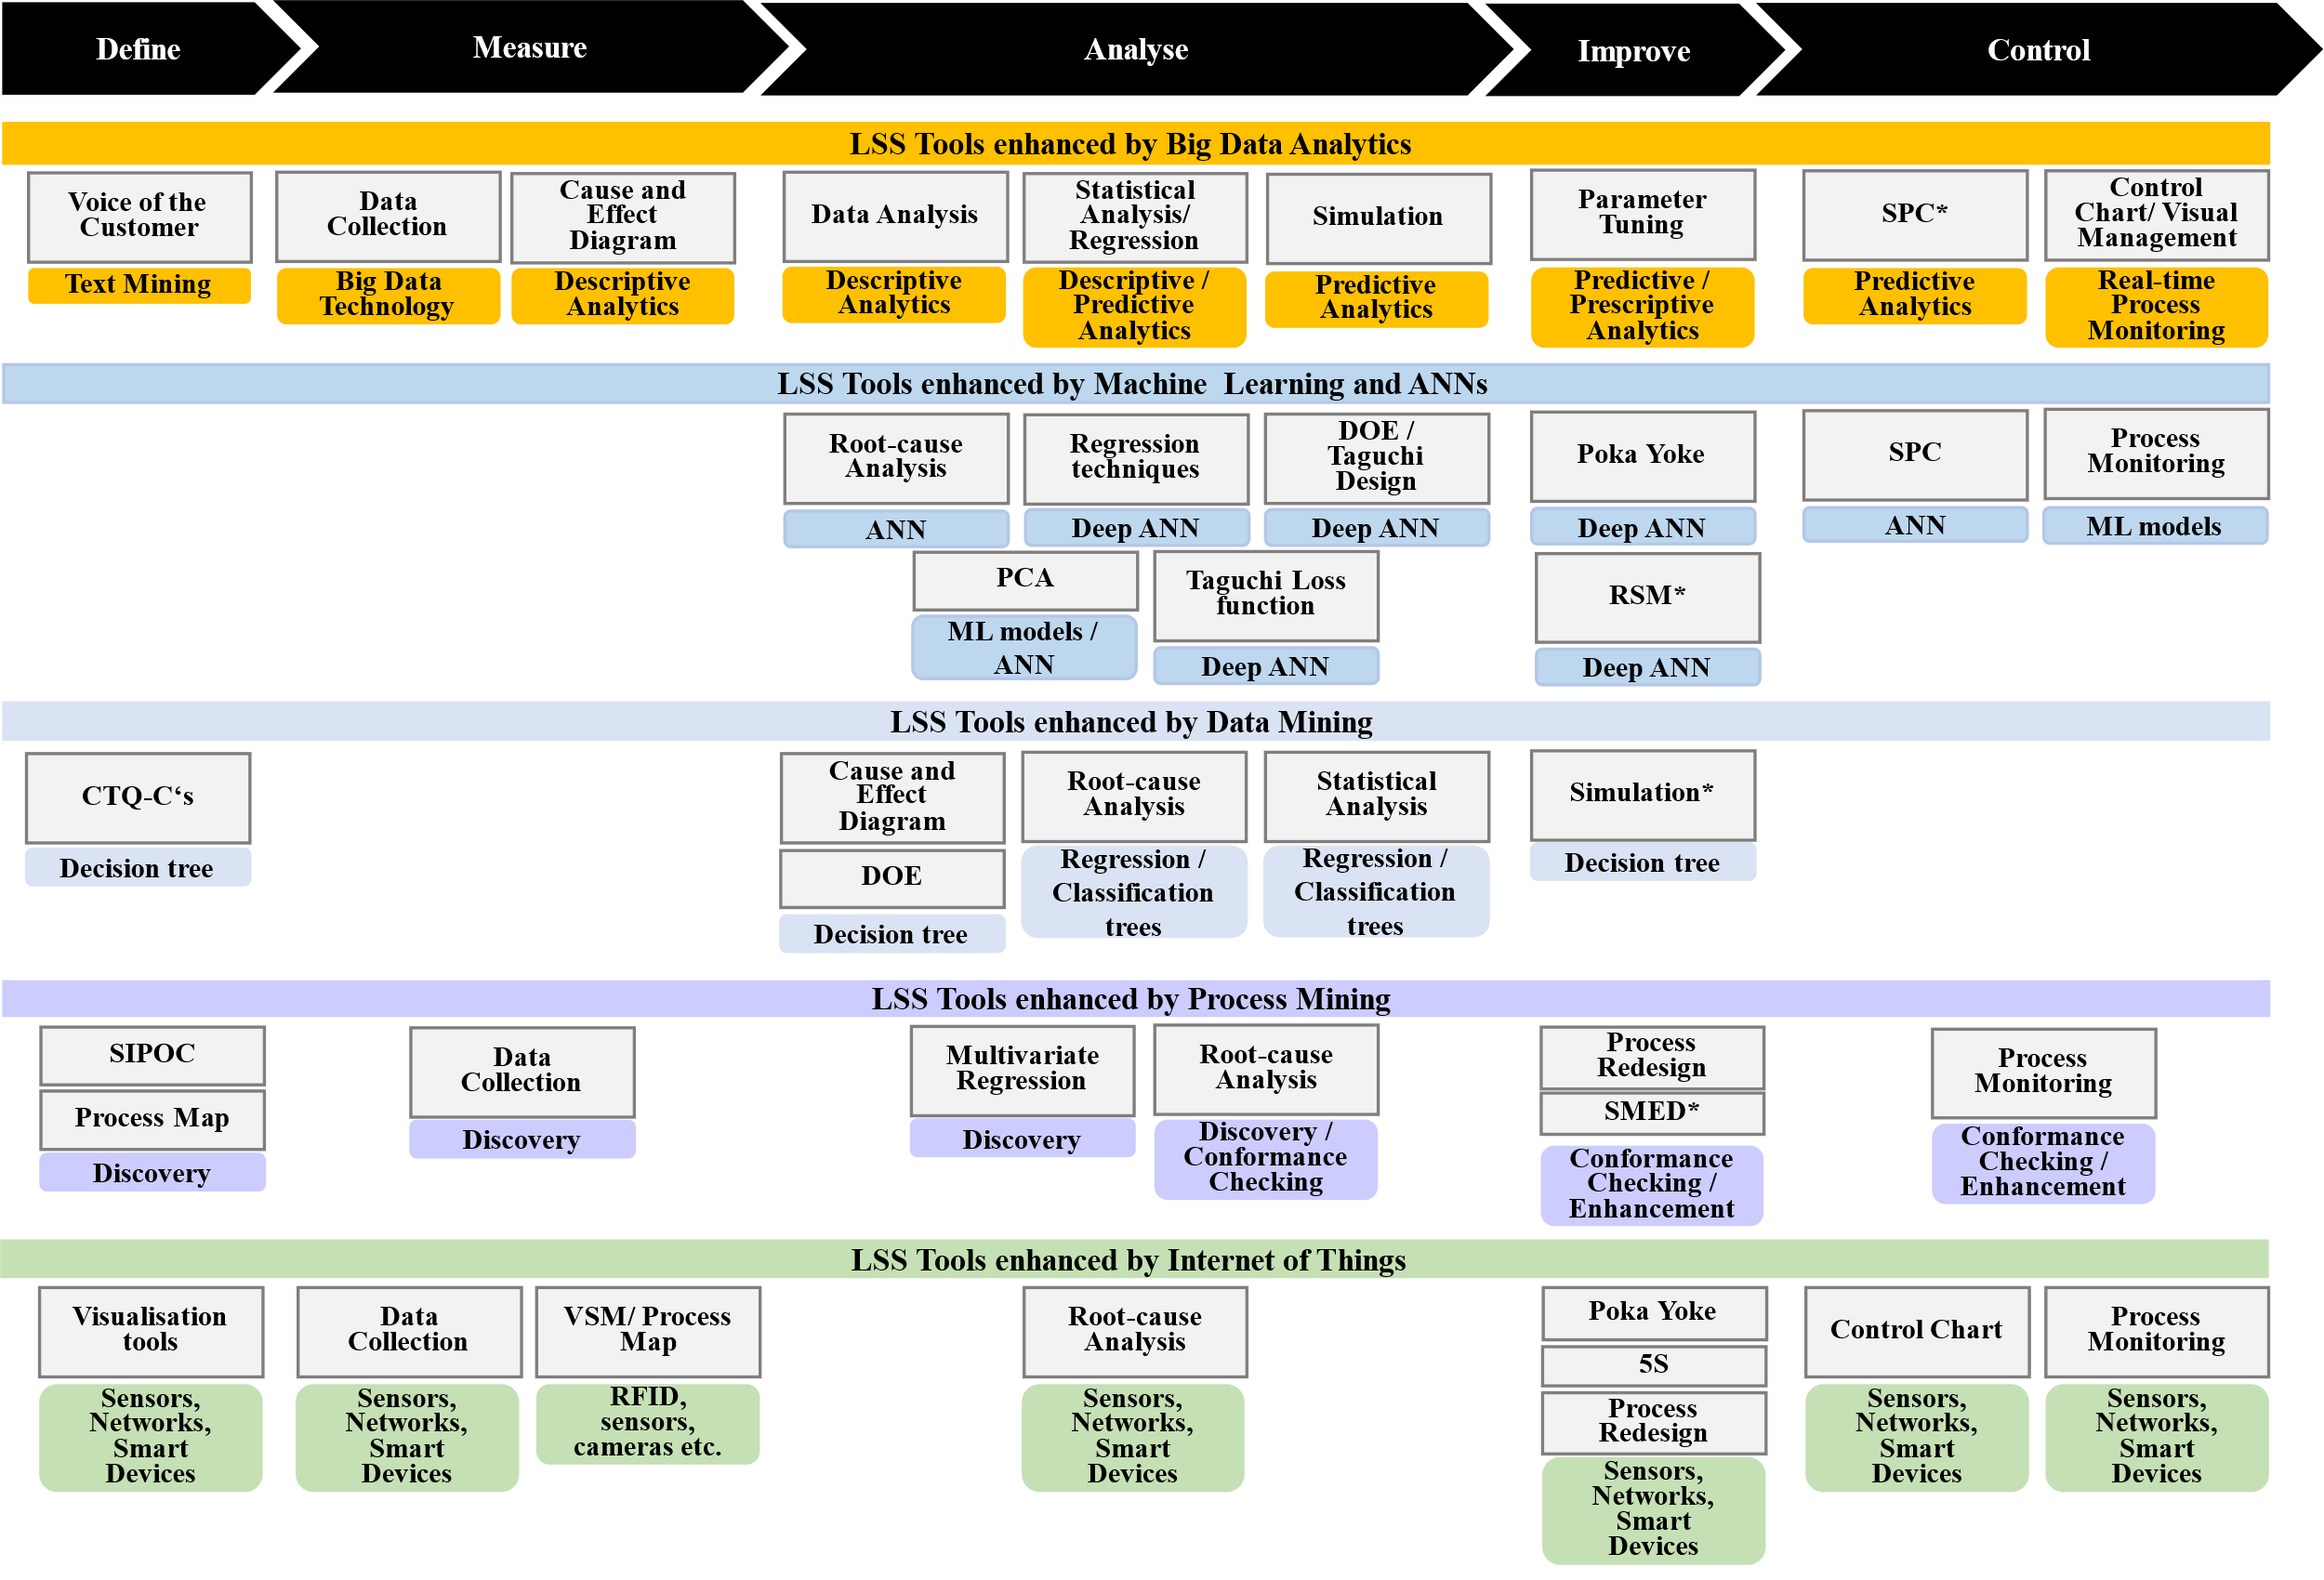 Define
Measure
Analyse
Improve
Control
LSS Tools enhanced by Big Data Analytics
Voice of the
Customer
Text Mining
Data
Collection
Big Data
Technology
Cause and
Effect
Diagram
Descriptive
Analytics
Data Analysis
Descriptive
Analytics
Statistical
Analysis/
Regression
Descriptive /
Predictive
Analytics
Simulation
Predictive
Analytics
Parameter
Tuning
Predictive /
Prescriptive
Analytics
SPC*
Predictive
Analytics
Control
Chart/ Visual
Management
Real-time
Process
Monitoring
LSS Tools enhanced by Machine  Learning and ANNs
Root-cause
Analysis
ANN
Regression
techniques
Deep ANN
DOE /
Taguchi
Design
Deep ANN
Poka Yoke
Deep ANN
SPC
ANN
Process
Monitoring
ML models
PCA
ML models /
ANN
Taguchi Loss
function
Deep ANN
RSM*
Deep ANN
LSS Tools enhanced by Data Mining
CTQ-C‘s
Decision tree
Cause and
Effect
Diagram
DOE
Decision tree
Root-cause
Analysis
Regression /
Classification
trees
Statistical
Analysis
Regression /
Classification
trees
Simulation*
Decision tree
LSS Tools enhanced by Process Mining
SIPOC
Process Map
Discovery
Data
Collection
Discovery
Multivariate
Regression
Discovery
Root-cause
Analysis
Discovery /
Conformance
Checking
Process
Redesign
SMED*
Conformance
Checking /
Enhancement
Process
Monitoring
Conformance
Checking /
Enhancement
LSS Tools enhanced by Internet of Things
Visualisation
tools
Sensors,
Networks,
Smart
Devices
Data
Collection
Sensors,
Networks,
Smart
Devices
VSM/ Process
Map
RFID,
sensors,
cameras etc.
Root-cause
Analysis
Sensors,
Networks,
Smart
Devices
Poka Yoke
5S
Process
Redesign
Sensors,
Networks,
Smart
Devices
Control Chart
Sensors,
Networks,
Smart
Devices
Process
Monitoring
Sensors,
Networks,
Smart
Devices